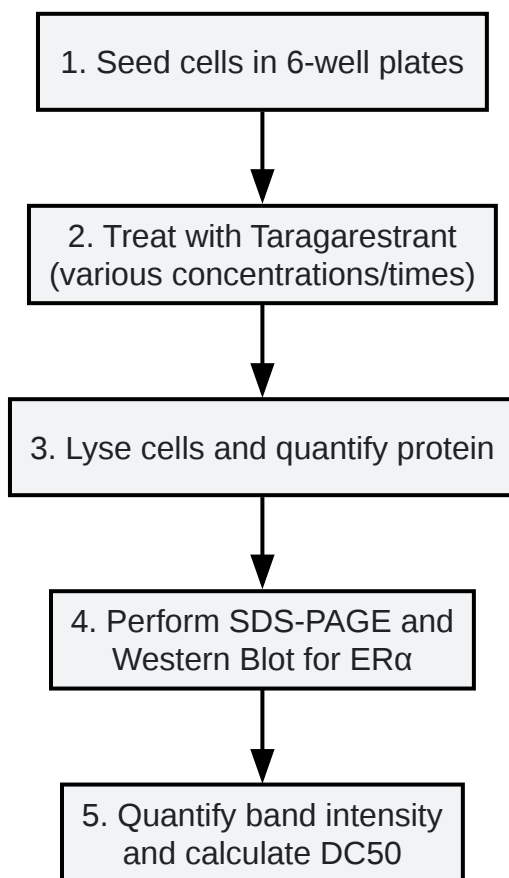 1. Seed cells in 6-well plates
2. Treat with Taragarestrant
(various concentrations/times)
3. Lyse cells and quantify protein
4. Perform SDS-PAGE and
Western Blot for ERα
5. Quantify band intensity
and calculate DC50